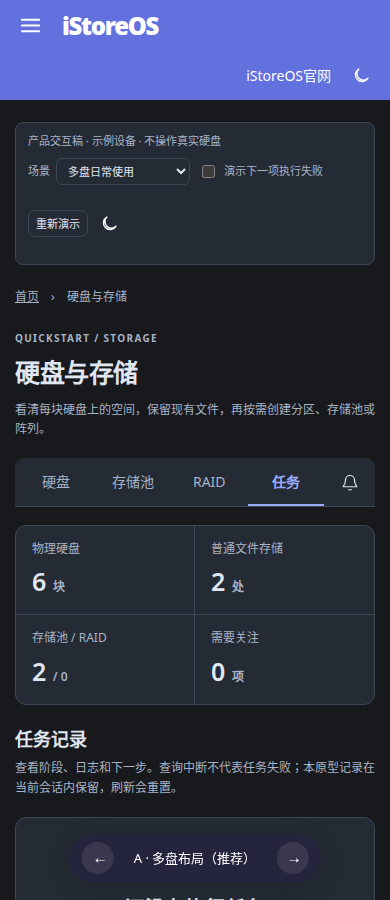 iStoreOS
iStoreOS官网
产品交互稿 · 示例设备 · 不操作真实硬盘
场景 多盘日常使用 演示下一项执行失败
重新演示
首页 › 硬盘与存储
QUICKSTART / STORAGE
硬盘与存储
看清每块硬盘上的空间，保留现有文件，再按需创建分区、存储池或
阵列。
硬盘 存储池 RAID 任务
物理硬盘 普通文件存储
6 块 2 处
存储池 / RAID 需要关注
2 / 0 0 项
任务记录
查看阶段、日志和下一步。查询中断不代表任务失败；本原型记录在
当前会话内保留，刷新会重置。
← A · 多盘布局（推荐） →